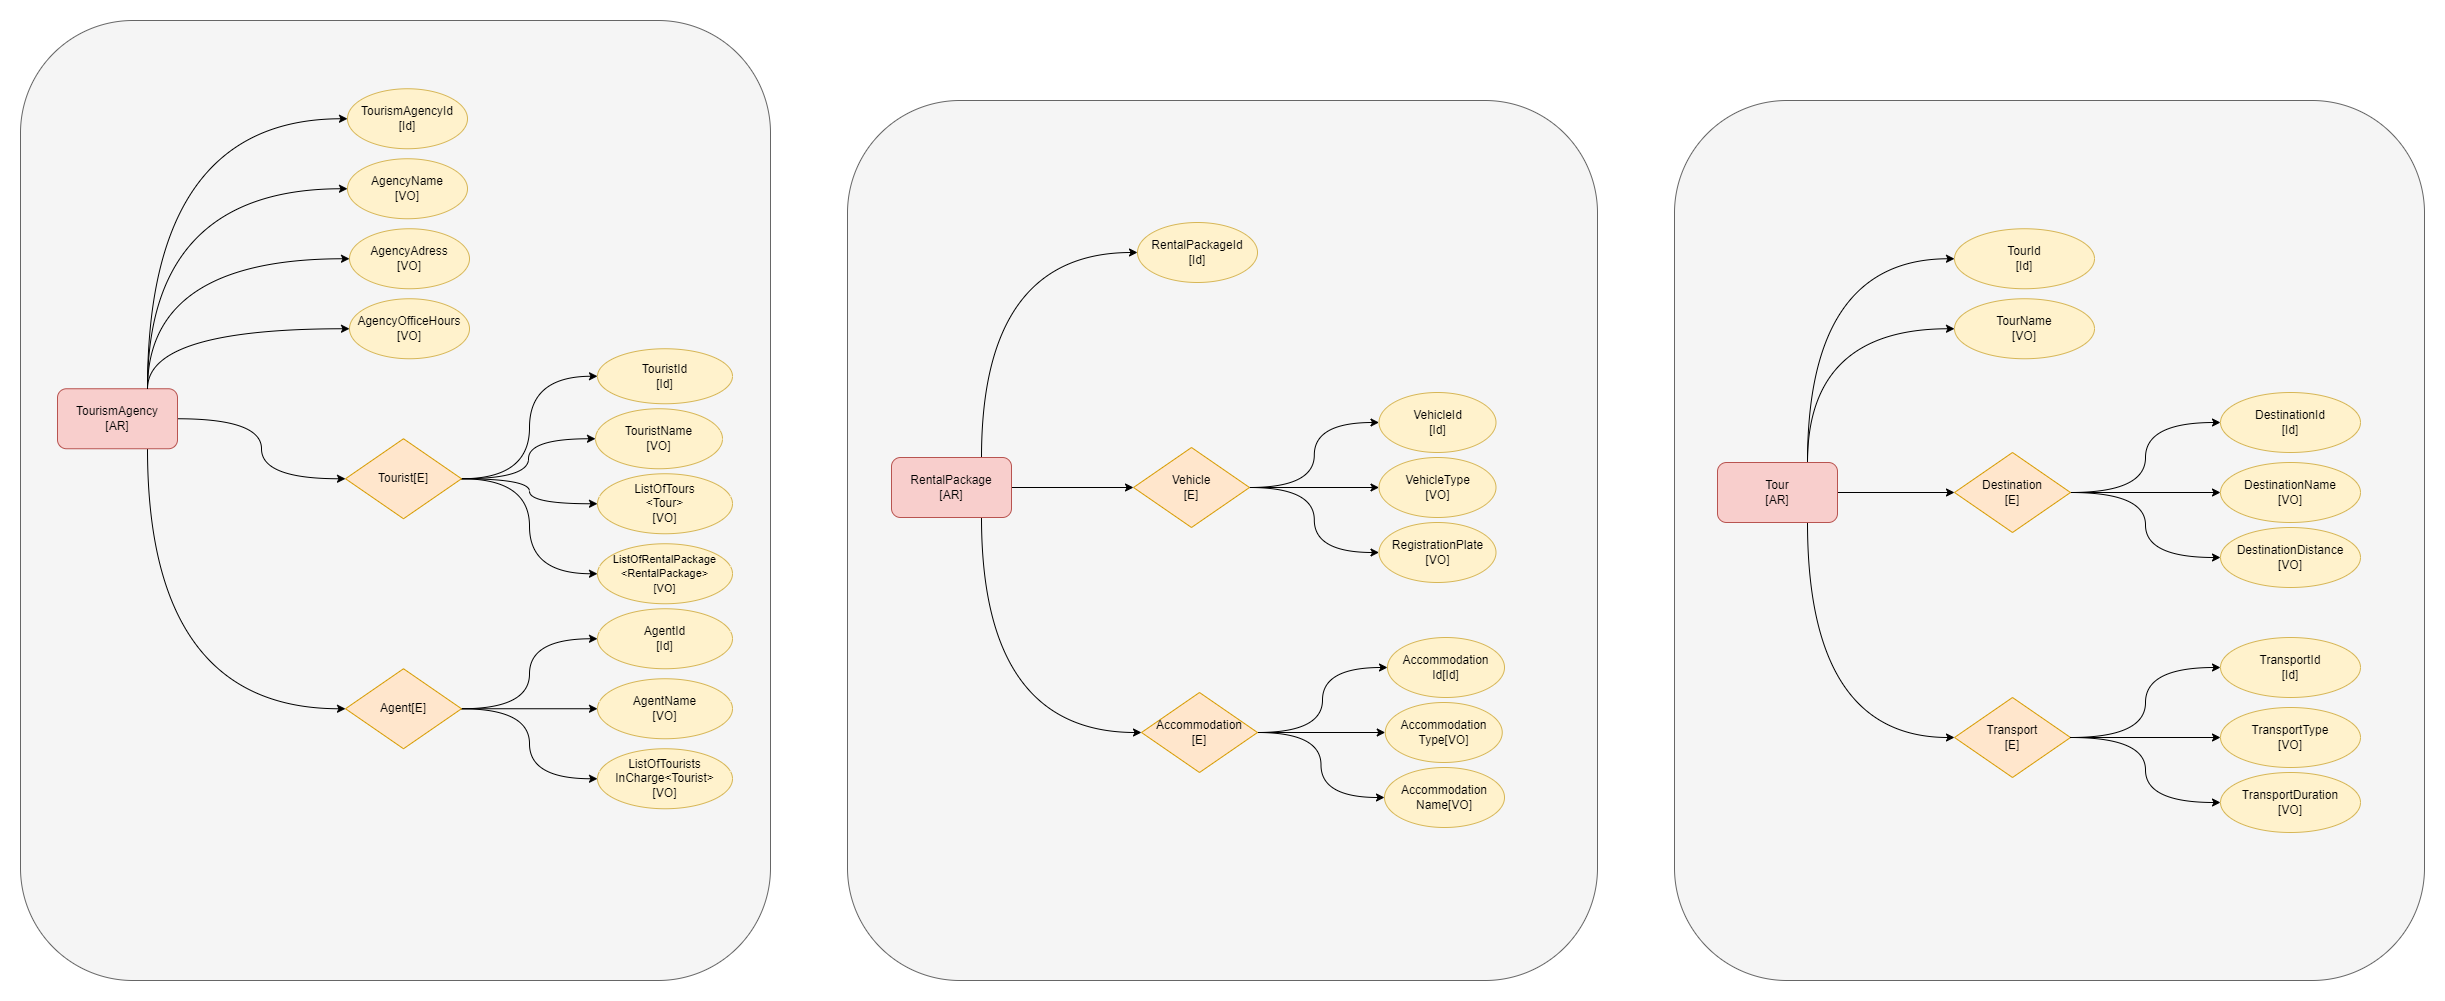 TourismAgencyId
[Id]
AgencyName
[VO]
AgencyAdress
[VO]
AgencyOfficeHours
[VO]
TourismAgency
[AR]
Tourist[E]
TouristId
[Id]
TouristName
[VO]
ListOfTours
<Tour>
[VO]
ListOfRentalPackage
<RentalPackage>
[VO]
Agent[E]
AgentId
[Id]
AgentName
[VO]
ListOfTourists
InCharge<Tourist>
[VO]
RentalPackageId
[Id]
RentalPackage
[AR]
Vehicle
[E]
VehicleId
[Id]
VehicleType
[VO]
RegistrationPlate
[VO]
Accommodation
[E]
Accommodation
Id[Id]
Accommodation
Type[VO]
Accommodation
Name[VO]
TourId
[Id]
TourName
[VO]
Tour
[AR]
Destination
[E]
DestinationId
[Id]
DestinationName
[VO]
DestinationDistance
[VO]
Transport
[E]
TransportId
[Id]
TransportType
[VO]
TransportDuration
[VO]